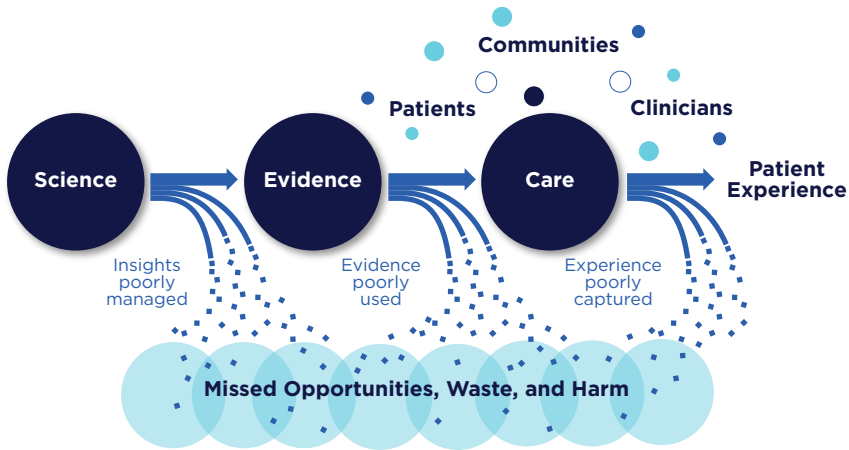 Communities
Patients
Clinicians
Science
Evidence
Care
Patient
Experience
Insights
poorly
managed
Evidence
poorly
used
Experience
poorly
captured
Missed Opportunities, Waste, and Harm